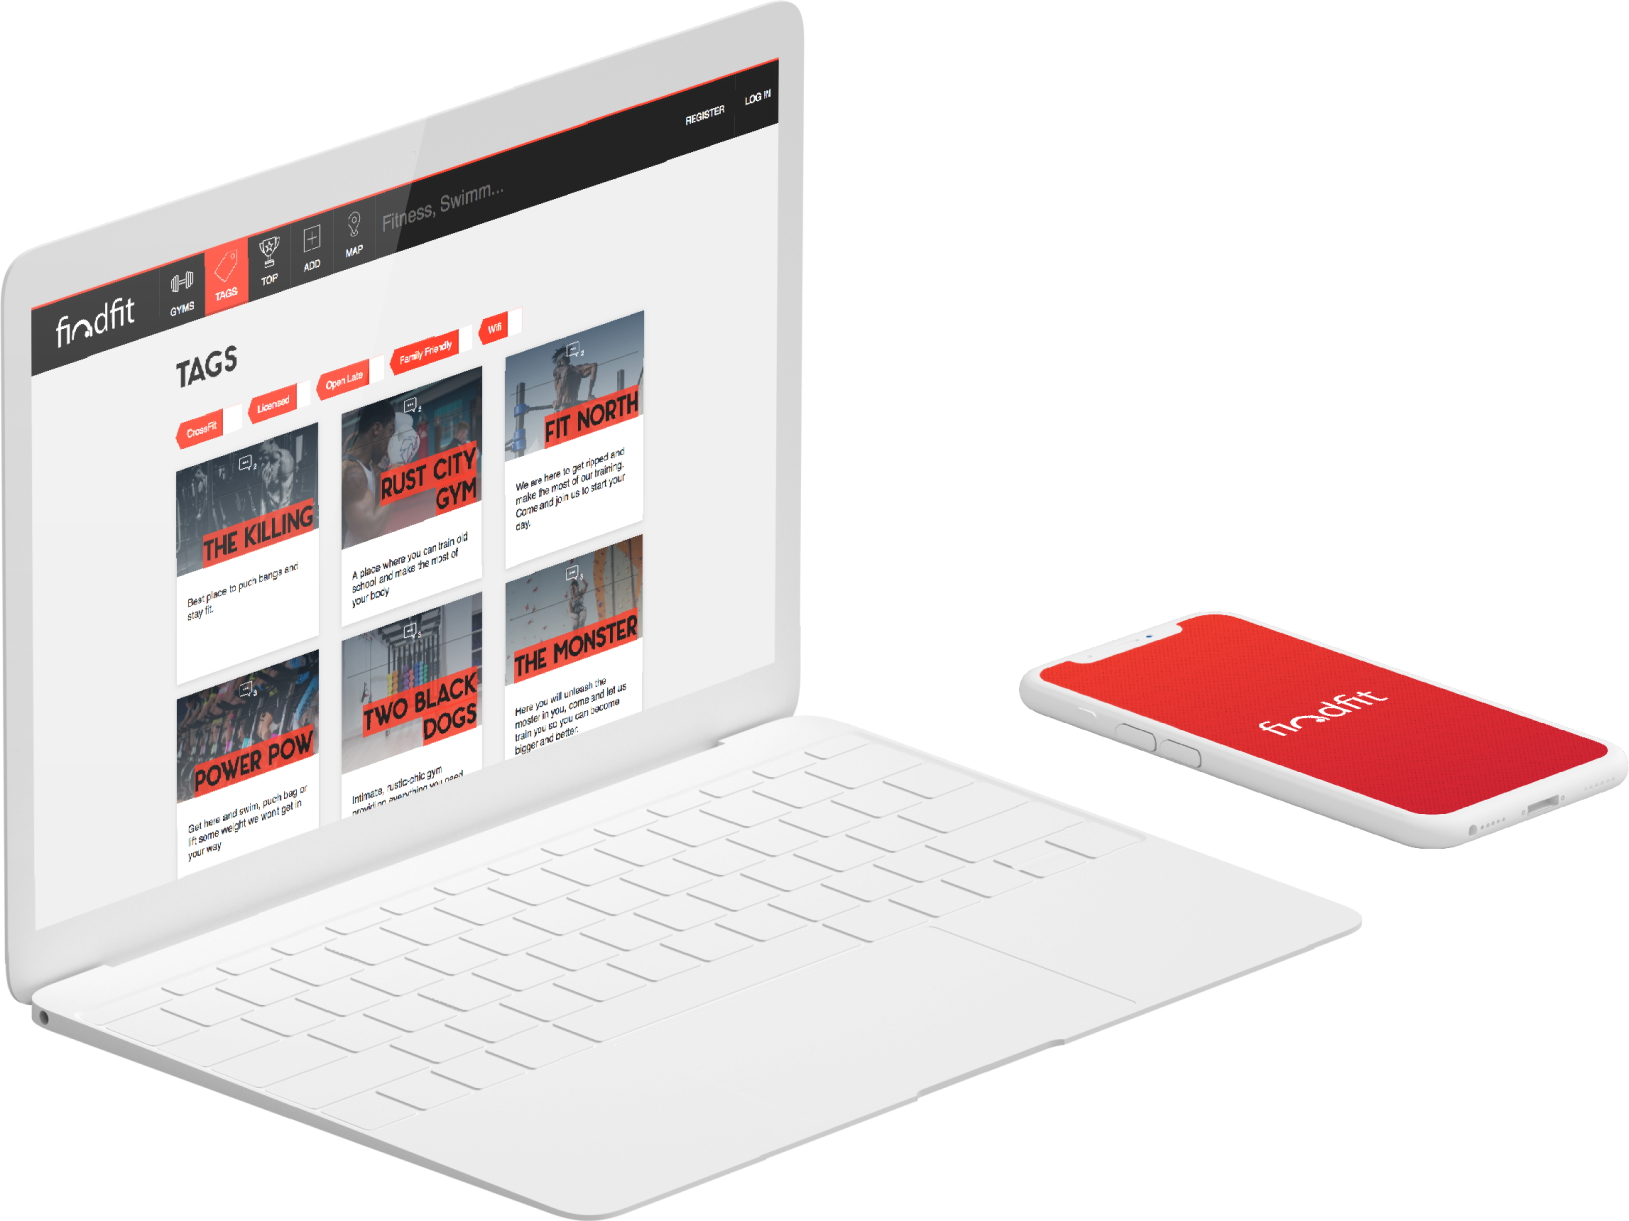 findfit
GYMS
TAGS
TOP
ADD
MAP
Fitness, Swimm...
REGISTER
LOG IN
TAGS
CrossFit
Licensed
Open Late
Family Friendly
Wifi
2
THE KILLING
Best place to puch bangs and
stay fit.
2
RUST CITY
GYM
A place where you can train old
school and make the most of
your body
2
FIT NORTH
We are here to get ripped and
make the most of our training.
Come and join us to start your
day.
3
POWER POW
Get here and swim, puch bag or
lift some weight we wont get in
your way
3
TWO BLACK
DOGS
Intimate, rustic-chic gym
providing everything you need
3
THE MONSTER
Here you will unleash the
moster in you, come and let us
train you so you can become
bigger and better.
findfit